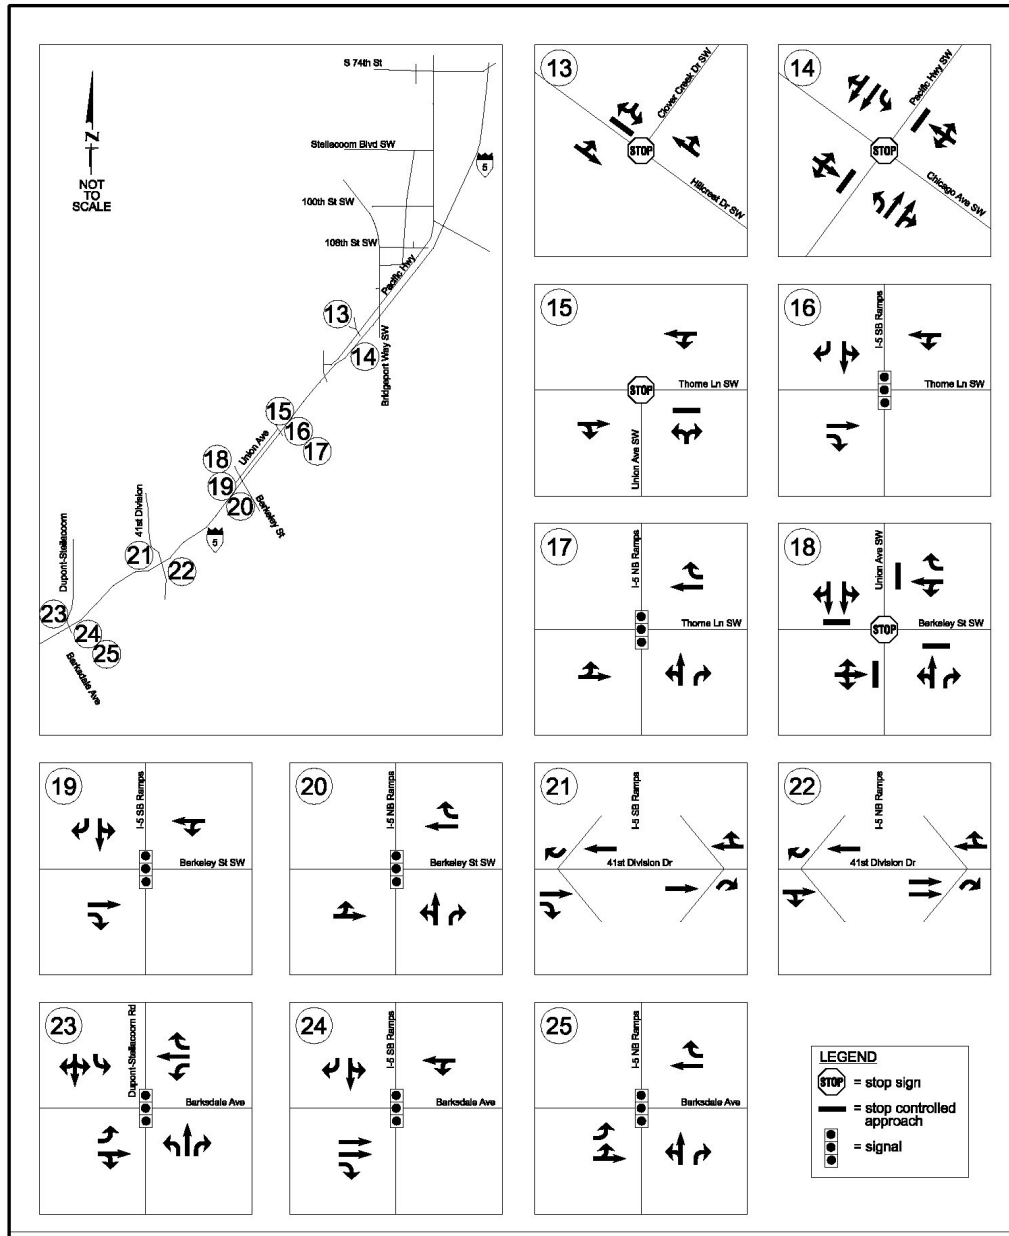 S 74th St
N
NOT
TO
SCALE
Steilacoom Blvd SW
5
100th St SW
108th St SW
Pacific Hwy
13
14
Bridgeport Way SW
15
16
17
Union Ave
18
19
20
Berkeley St
41st Division
5
21
22
Dupont-Steilacoom
23
24
25
Barksdale Ave
13
Clover Creek Dr SW
STOP
Hillcrest Dr SW
14
Pacific Hwy SW
STOP
Chicago Ave SW
15
Thorne Ln SW
STOP
Union Ave SW
16
I-5 SB Ramps
Thorne Ln SW
17
I-5 NB Ramps
Thorne Ln SW
18
Union Ave SW
Berkeley St SW
STOP
19
I-5 SB Ramps
Berkeley St SW
20
I-5 NB Ramps
Berkeley St SW
21
I-5 SB Ramps
41st Division Dr
22
I-5 NB Ramps
41st Division Dr
23
Dupont-Steilacoom Rd
Barksdale Ave
24
I-5 SB Ramps
Barksdale Ave
25
I-5 NB Ramps
Barksdale Ave
LEGEND
STOP = stop sign
= stop controlled
approach
= signal